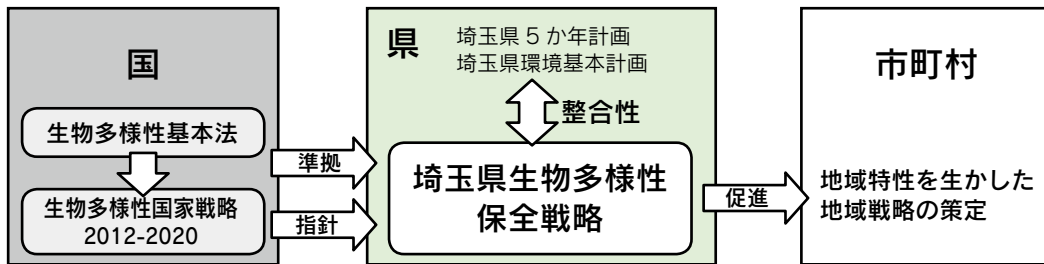 国
生物多様性基本法
生物多様性国家戦略
2012-2020
準拠
指針
県
埼玉県5か年計画
埼玉県環境基本計画
整合性
埼玉県生物多様性
保全戦略
促進
市町村
地域特性を生かした
地域戦略の策定